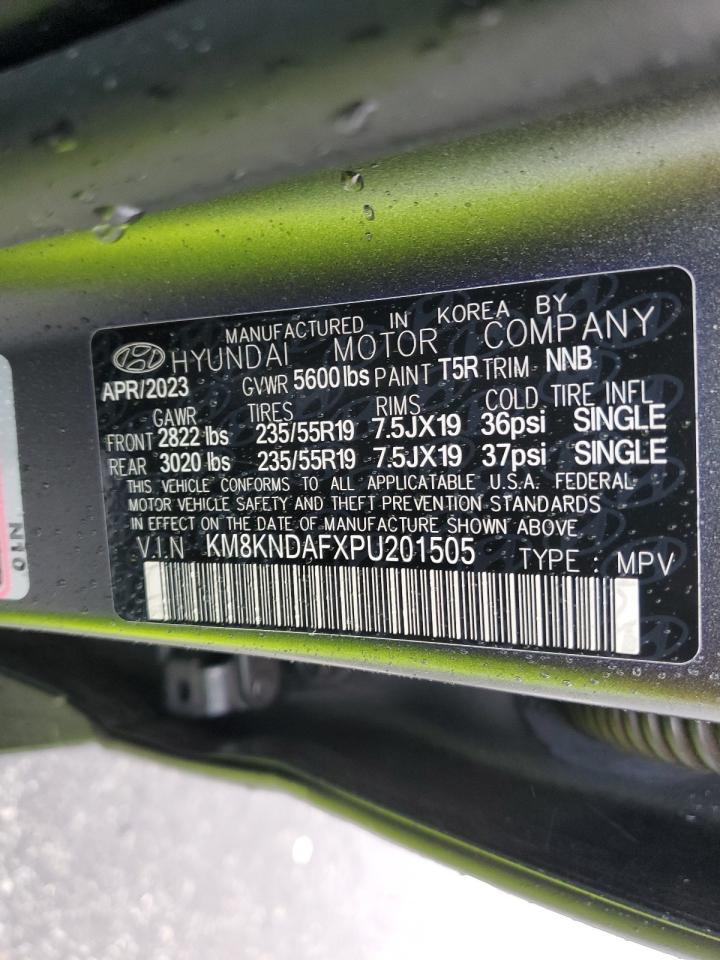 MANUFACTURED IN KOREA BY
HYUNDAI MOTOR COMPANY
APR/2023 GVWR 5600lbs PAINT T5R TRIM NNB
GAWR TIRES RIMS COLD TIRE INFL
FRONT 2822 lbs 235/55R19 7.5JX19 36psi SINGLE
REAR 3020 lbs 235/55R19 7.5JX19 37psi SINGLE
THIS VEHICLE CONFORMS TO ALL APPLICATABLE U.S.A. FEDERAL
MOTOR VEHICLE SAFETY AND THEFT PREVENTION STANDARDS
IN EFFECT ON THE DATE OF MANUFACTURE SHOWN ABOVE.
V.I.N KM8KNDAFXPU201505 TYPE : MPV